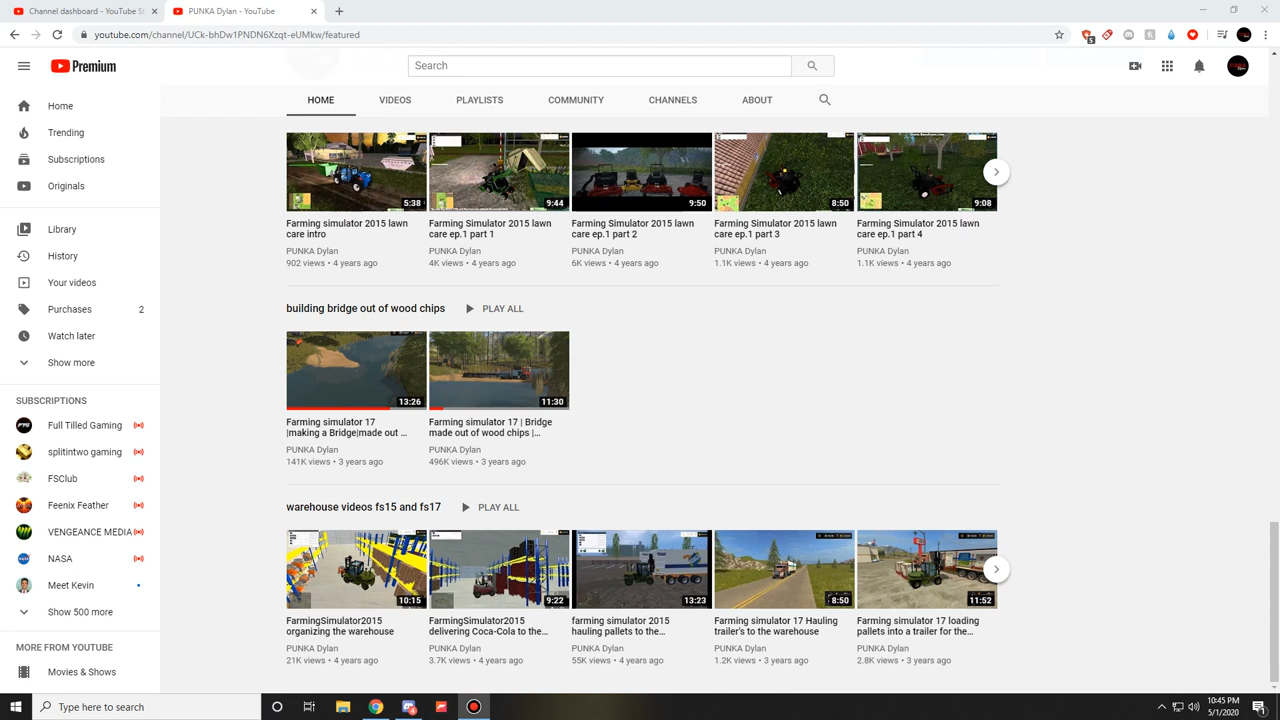 Channel dashboard - YouTube St
PUNKA Dylan - YouTube
youtube.com/channel/UCk-bhDw1PNDN6Xzqt-eUMkw/featured
5
Premium
Search
HOME
VIDEOS
PLAYLISTS
COMMUNITY
CHANNELS
ABOUT
Home
Trending
Subscriptions
Originals
Library
History
Your videos
Purchases 2
Watch later
Show more
SUBSCRIPTIONS
Full Tilled Gaming
splitintwo gaming
FSClub
Feenix Feather
VENGEANCE MEDIA
NASA
Meet Kevin
Show 500 more
MORE FROM YOUTUBE
Movies & Shows
5:38
9:44
9:50
8:50
9:08
Farming simulator 2015 lawn
care intro
PUNKA Dylan
902 views • 4 years ago
Farming Simulator 2015 lawn
care ep.1 part 1
PUNKA Dylan
4K views • 4 years ago
Farming Simulator 2015 lawn
care ep.1 part 2
PUNKA Dylan
6K views • 4 years ago
Farming Simulator 2015 lawn
care ep.1 part 3
PUNKA Dylan
1.1K views • 4 years ago
Farming Simulator 2015 lawn
care ep.1 part 4
PUNKA Dylan
1.1K views • 4 years ago
building bridge out of wood chips
PLAY ALL
13:26
11:30
Farming simulator 17
|making a Bridge|made out ...
PUNKA Dylan
141K views • 3 years ago
Farming simulator 17 | Bridge
made out of wood chips |...
PUNKA Dylan
496K views • 3 years ago
warehouse videos fs15 and fs17
PLAY ALL
10:15
9:22
13:23
8:50
11:52
FarmingSimulator2015
organizing the warehouse
PUNKA Dylan
21K views • 4 years ago
FarmingSimulator2015
delivering Coca-Cola to the...
PUNKA Dylan
3.7K views • 4 years ago
farming simulator 2015
hauling pallets to the...
PUNKA Dylan
55K views • 4 years ago
Farming simulator 17 Hauling
trailer's to the warehouse
PUNKA Dylan
1.2K views • 3 years ago
Farming simulator 17 loading
pallets into a trailer for the...
PUNKA Dylan
2.8K views • 3 years ago
Type here to search
10:45 PM
5/1/2020
1